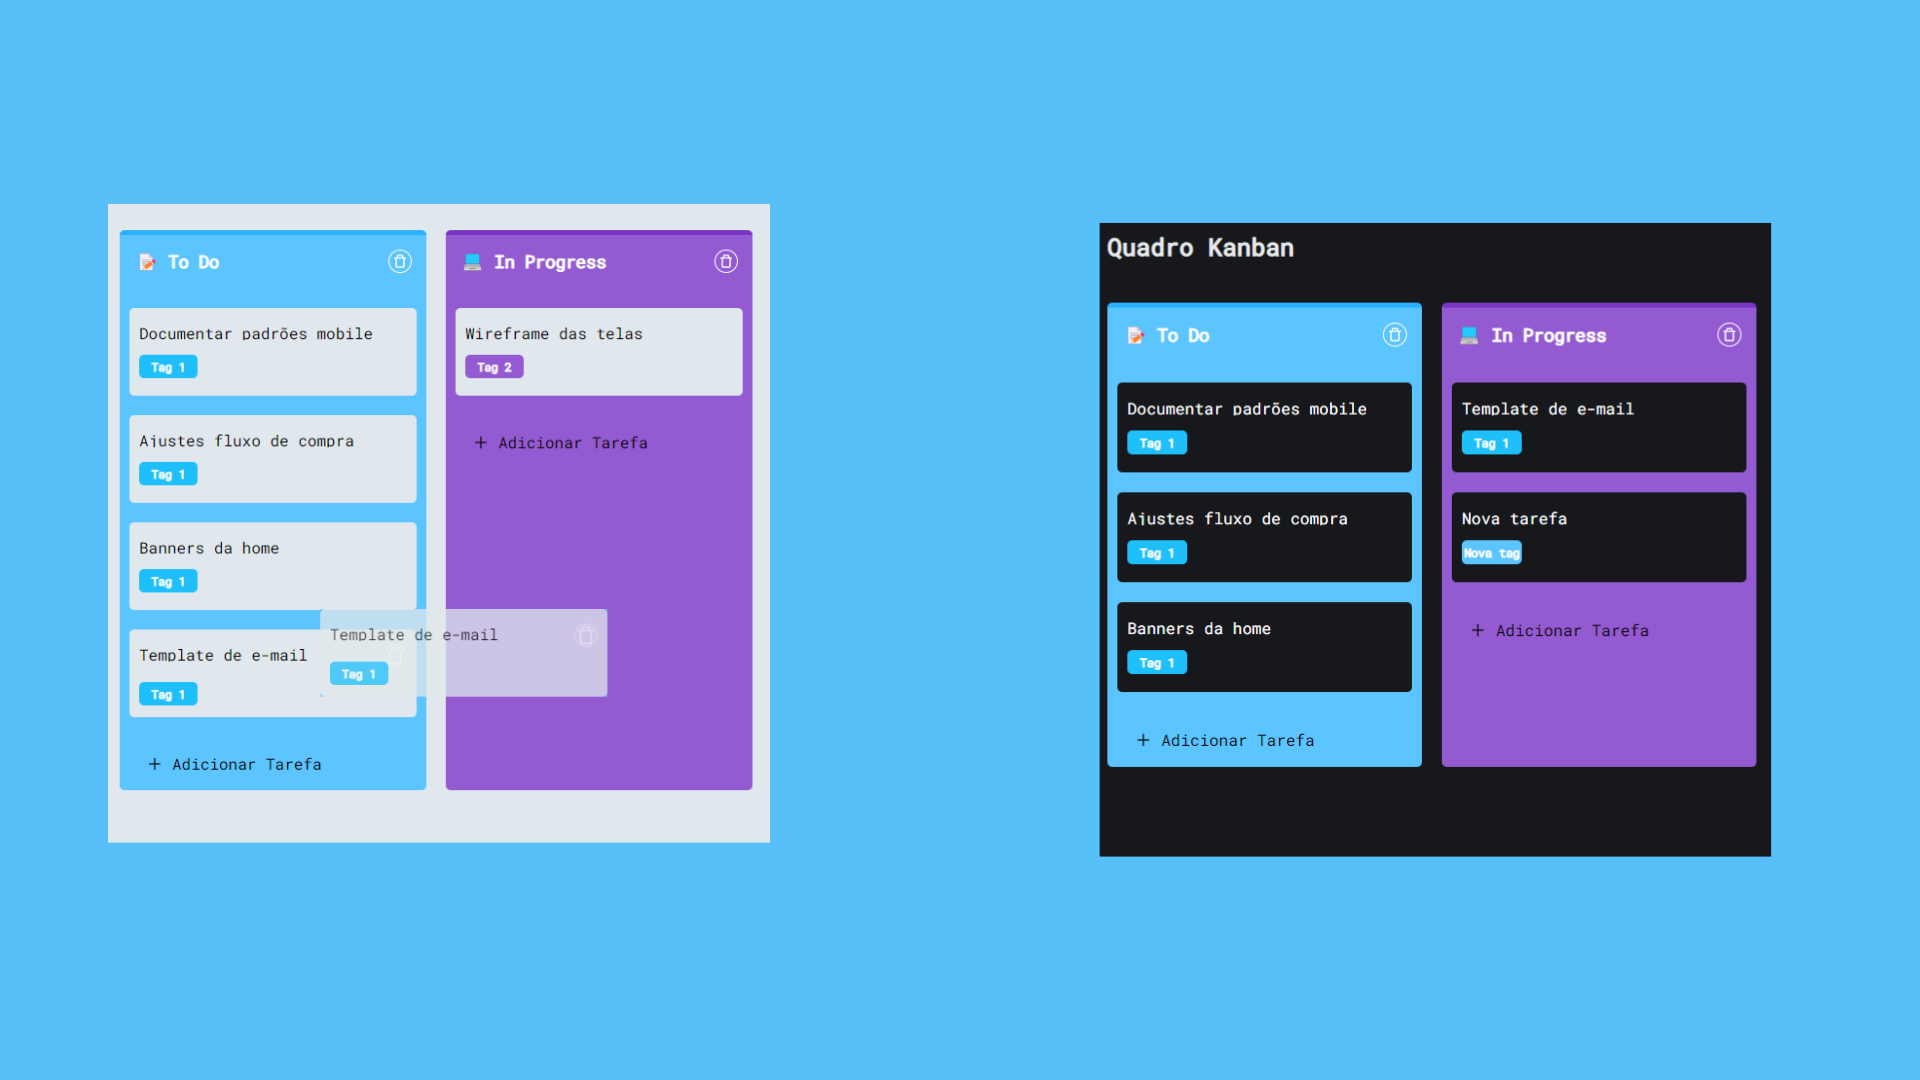 To Do
Documentar padrões mobile
Tag 1
Ajustes fluxo de compra
Tag 1
Banners da home
Tag 1
Template de e-mail
Tag 1
+ Adicionar Tarefa
In Progress
Wireframe das telas
Tag 2
+ Adicionar Tarefa
Template de e-mail
Tag 1
Quadro Kanban
To Do
Documentar padrões mobile
Tag 1
Ajustes fluxo de compra
Tag 1
Banners da home
Tag 1
+ Adicionar Tarefa
In Progress
Template de e-mail
Tag 1
Nova tarefa
Nova tag
+ Adicionar Tarefa